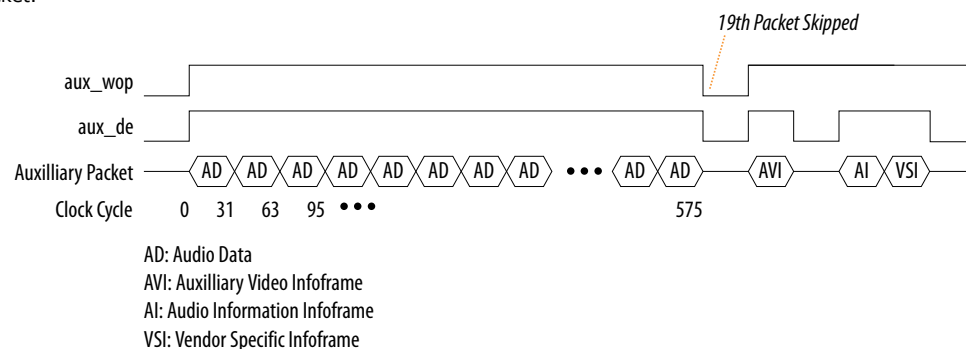 19th Packet Skipped
aux_wop
aux_de
Auxilliary Packet AD AD AD AD AD AD AD AD ••• AD AD AVI AI VSI
Clock Cycle 0 31 63 95 ••• 575
AD: Audio Data
AVI: Auxilliary Video Infoframe
AI: Audio Information Infoframe
VSI: Vendor Specific Infoframe